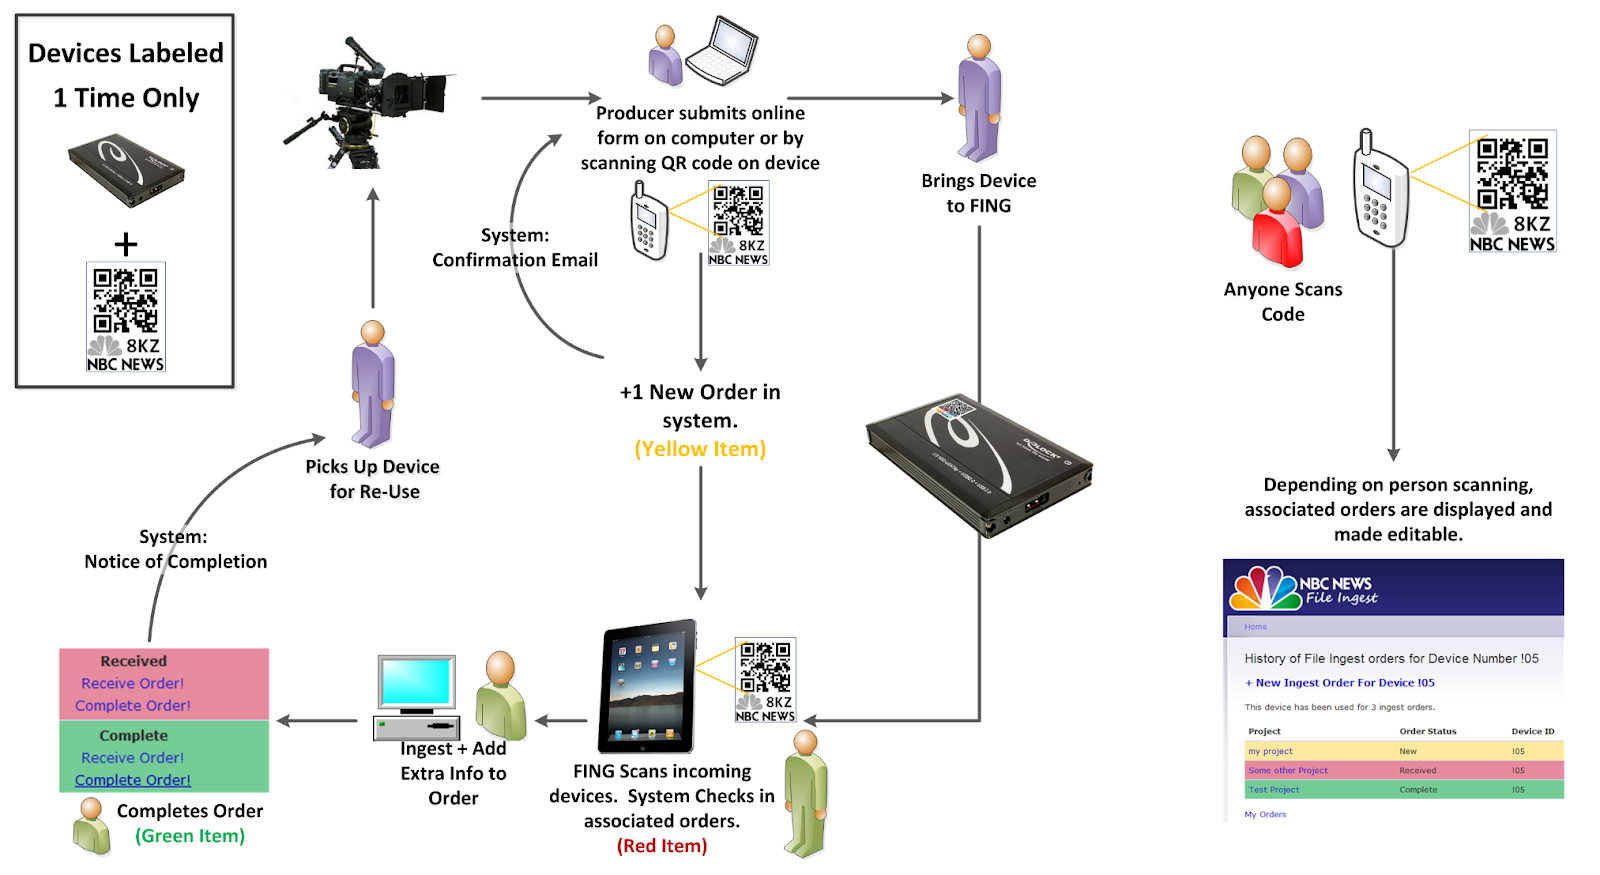 Devices Labeled
1 Time Only
+
8KZ
NBC NEWS
Producer submits online
form on computer or by
scanning QR code on device
8KZ
NBC NEWS
Brings Device
to FING
System:
Confirmation Email
+1 New Order in
system.
(Yellow Item)
Picks Up Device
for Re-Use
System:
Notice of Completion
Received
Receive Order!
Complete Order!
Complete
Receive Order!
Complete Order!
Completes Order
(Green Item)
Ingest + Add
Extra Info to
Order
8KZ
NBC NEWS
FING Scans incoming
devices.  System Checks in
associated orders.
(Red Item)
8KZ
NBC NEWS
Anyone Scans
Code
Depending on person scanning,
associated orders are displayed and
made editable.
NBC NEWS
File Ingest
Home
History of File Ingest orders for Device Number !05
+ New Ingest Order For Device !05
This device has been used for 3 ingest orders.
Project Order Status Device ID
my project New !05
Some other Project Received !05
Test Project Complete !05
My Orders